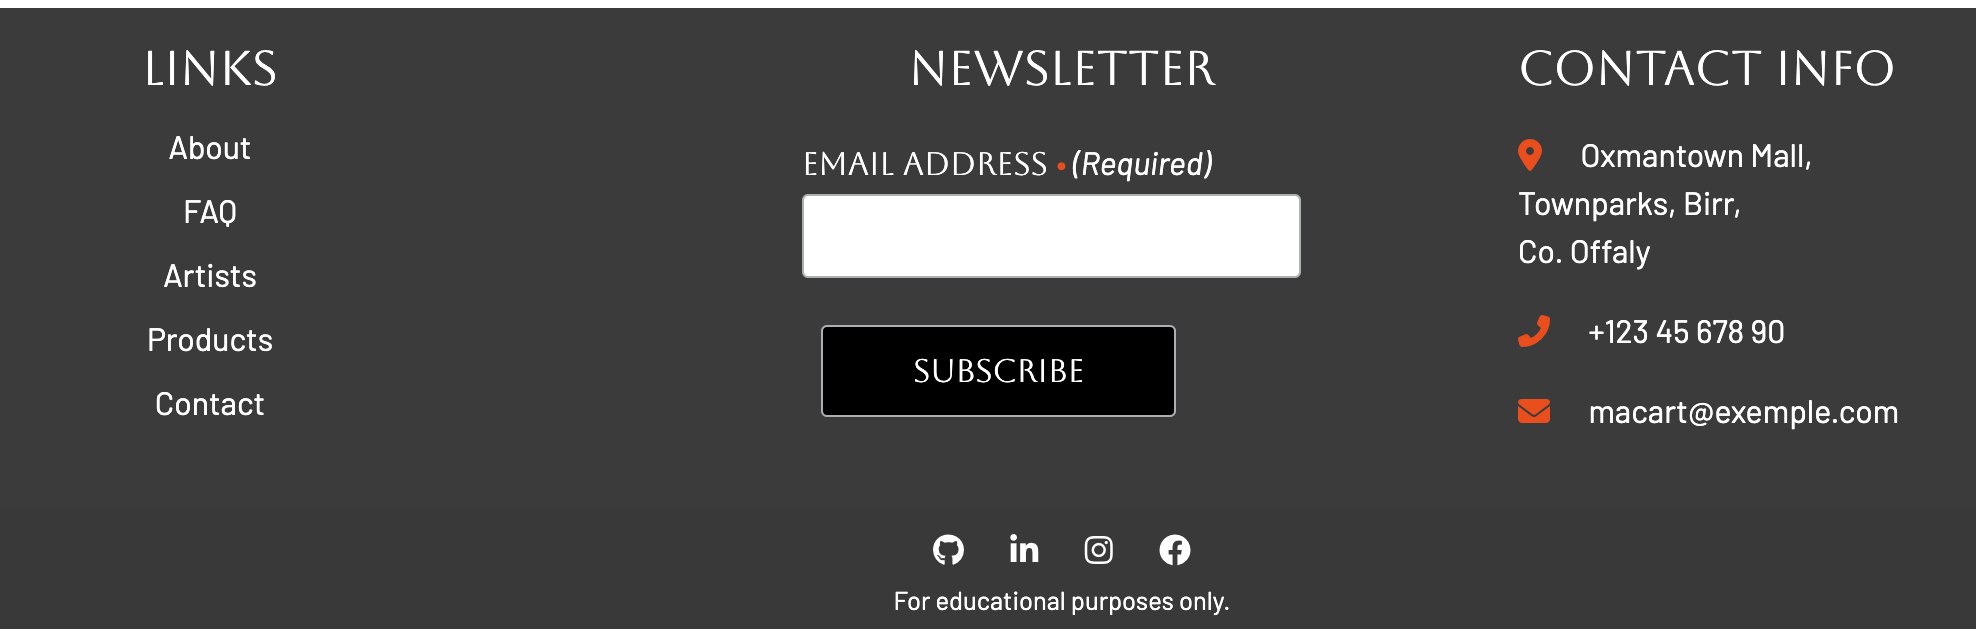 LINKS
About
FAQ
Artists
Products
Contact
NEWSLETTER
EMAIL ADDRESS • (Required)
SUBSCRIBE
CONTACT INFO
Oxmantown Mall,
Townparks, Birr,
Co. Offaly
+123 45 678 90
macart@exemple.com
For educational purposes only.